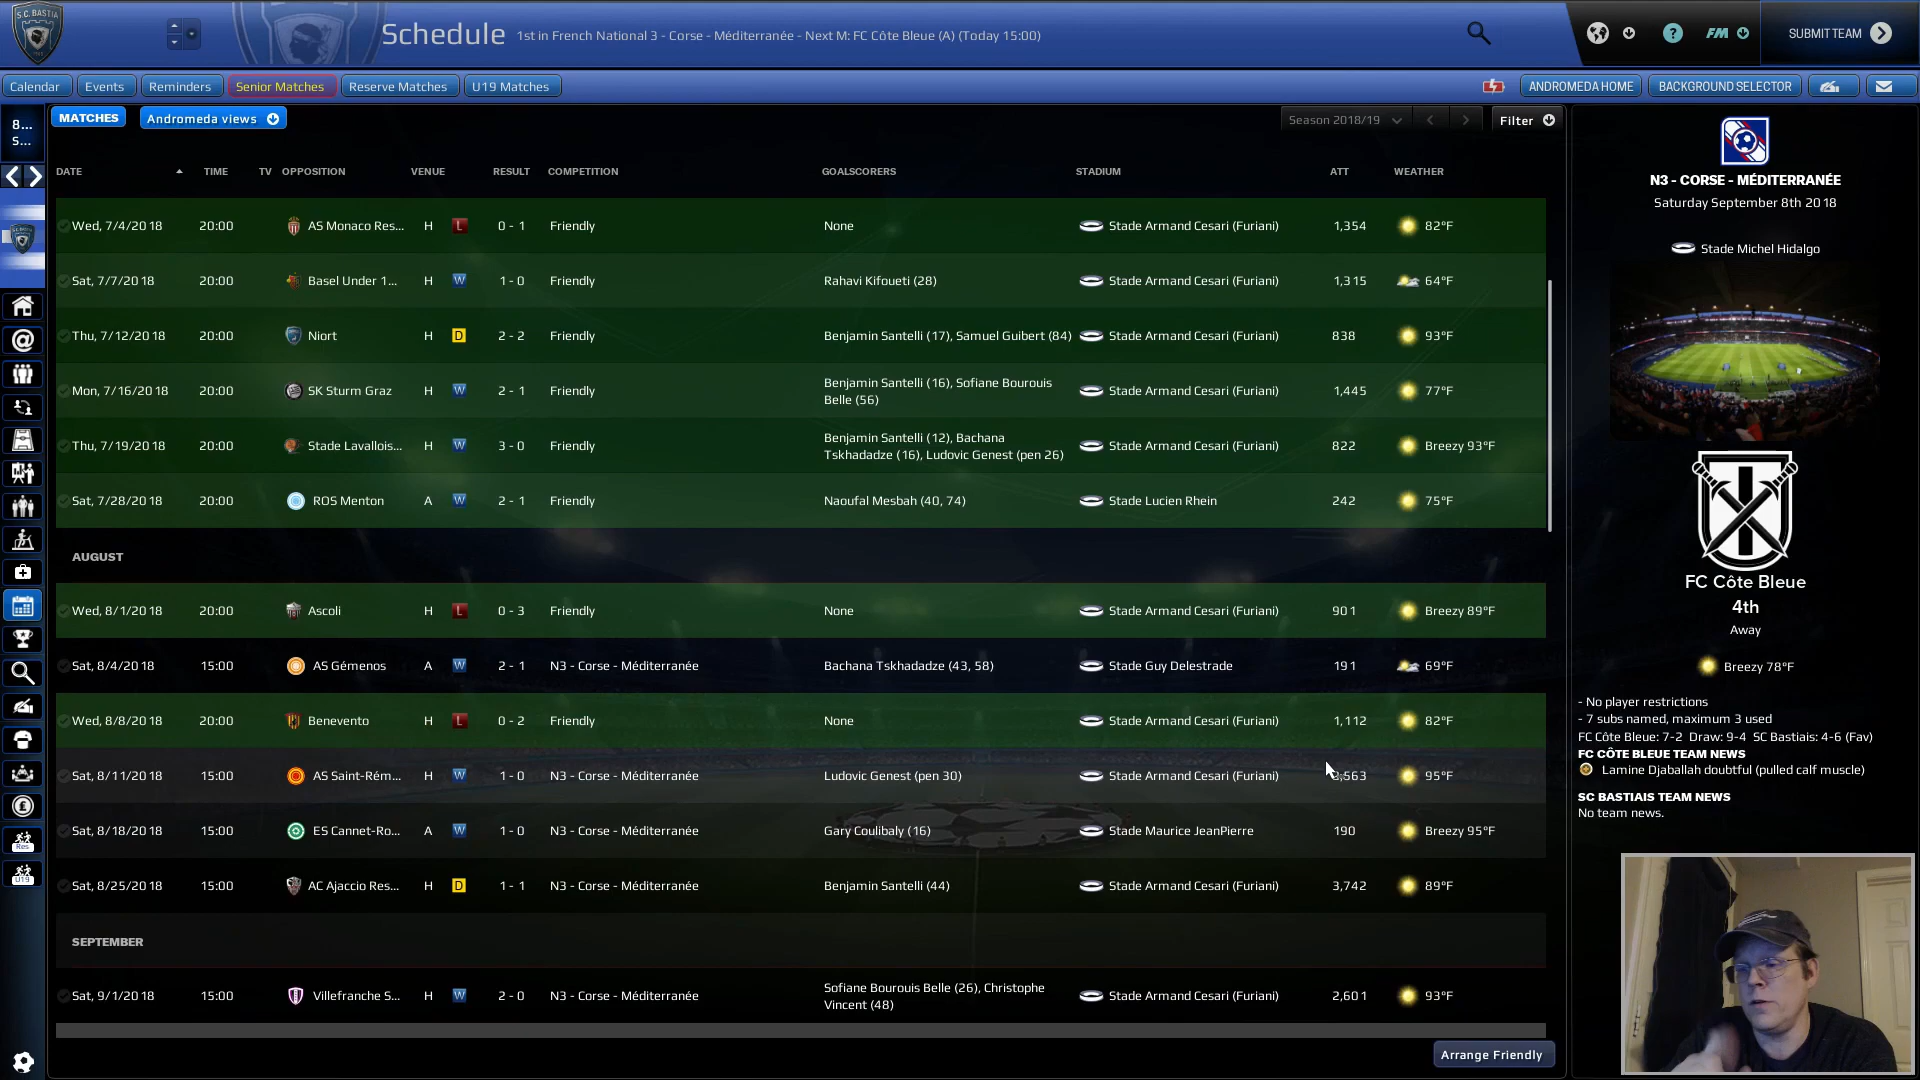 S.C. BASTIA
Schedule
1st in French National 3 - Corse - Méditerranée - Next M: FC Côte Bleue (A) (Today 15:00)
?
FM
SUBMIT TEAM
Calendar
Events
Reminders
Senior Matches
Reserve Matches
U19 Matches
ANDROMEDA HOME
BACKGROUND SELECTOR
8...
S...
MATCHES
Andromeda views
Season 2018/19
Filter
DATE TIME TV OPPOSITION VENUE RESULT COMPETITION GOALSCORERS STADIUM ATT WEATHER
Wed, 7/4/2018 20:00 AS Monaco Res... H L 0 - 1 Friendly None Stade Armand Cesari (Furiani) 1,354 82°F
Sat, 7/7/2018 20:00 Basel Under 1... H W 1 - 0 Friendly Rahavi Kifoueti (28) Stade Armand Cesari (Furiani) 1,315 64°F
Thu, 7/12/2018 20:00 Niort H D 2 - 2 Friendly Benjamin Santelli (17), Samuel Guibert (84) Stade Armand Cesari (Furiani) 838 93°F
Mon, 7/16/2018 20:00 SK Sturm Graz H W 2 - 1 Friendly Benjamin Santelli (16), Sofiane Bourouis
Belle (56) Stade Armand Cesari (Furiani) 1,445 77°F
Thu, 7/19/2018 20:00 Stade Lavallois... H W 3 - 0 Friendly Benjamin Santelli (12), Bachana
Tskhadadze (16), Ludovic Genest (pen 26) Stade Armand Cesari (Furiani) 822 Breezy 93°F
Sat, 7/28/2018 20:00 ROS Menton A W 2 - 1 Friendly Naoufal Mesbah (40, 74) Stade Lucien Rhein 242 75°F
AUGUST
Wed, 8/1/2018 20:00 Ascoli H L 0 - 3 Friendly None Stade Armand Cesari (Furiani) 901 Breezy 89°F
Sat, 8/4/2018 15:00 AS Gémenos A W 2 - 1 N3 - Corse - Méditerranée Bachana Tskhadadze (43, 58) Stade Guy Delestrade 191 69°F
Wed, 8/8/2018 20:00 Benevento H L 0 - 2 Friendly None Stade Armand Cesari (Furiani) 1,112 82°F
Sat, 8/11/2018 15:00 AS Saint-Rém... H W 1 - 0 N3 - Corse - Méditerranée Ludovic Genest (pen 30) Stade Armand Cesari (Furiani) 95°F
Sat, 8/18/2018 15:00 ES Cannet-Ro... A W 1 - 0 N3 - Corse - Méditerranée Gary Coulibaly (16) Stade Maurice JeanPierre 190 Breezy 95°F
Sat, 8/25/2018 15:00 AC Ajaccio Res... H D 1 - 1 N3 - Corse - Méditerranée Benjamin Santelli (44) Stade Armand Cesari (Furiani) 3,742 89°F
SEPTEMBER
Sat, 9/1/2018 15:00 Villefranche S... H W 2 - 0 N3 - Corse - Méditerranée Sofiane Bourouis Belle (26), Christophe
Vincent (48) Stade Armand Cesari (Furiani) 2,601 93°F
Arrange Friendly
Res
U19
N3 - CORSE - MÉDITERRANÉE
Saturday September 8th 2018
Stade Michel Hidalgo
FC Côte Bleue
4th
Away
Breezy 78°F
- No player restrictions
- 7 subs named, maximum 3 used
FC Côte Bleue: 7-2 Draw: 9-4 SC Bastiais: 4-6 (Fav)
FC CÔTE BLEUE TEAM NEWS
Lamine Djaballah doubtful (pulled calf muscle)
SC BASTIAIS TEAM NEWS
No team news.